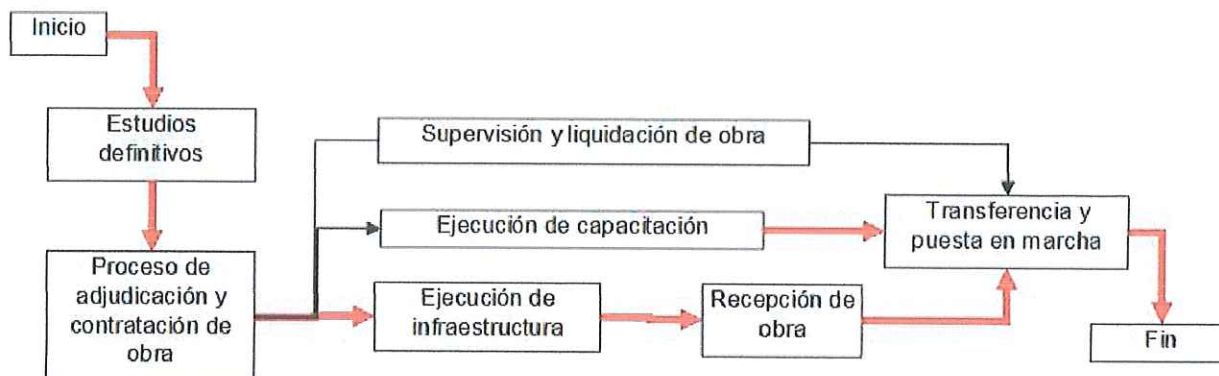 Inicio
Estudios
definitivos
Supervisión y liquidación de obra
Ejecución de capacitación
Transferencia y
puesta en marcha
Proceso de
adjudicación y
contratación de
obra
Ejecución de
infraestructura
Recepción de
obra
Fin